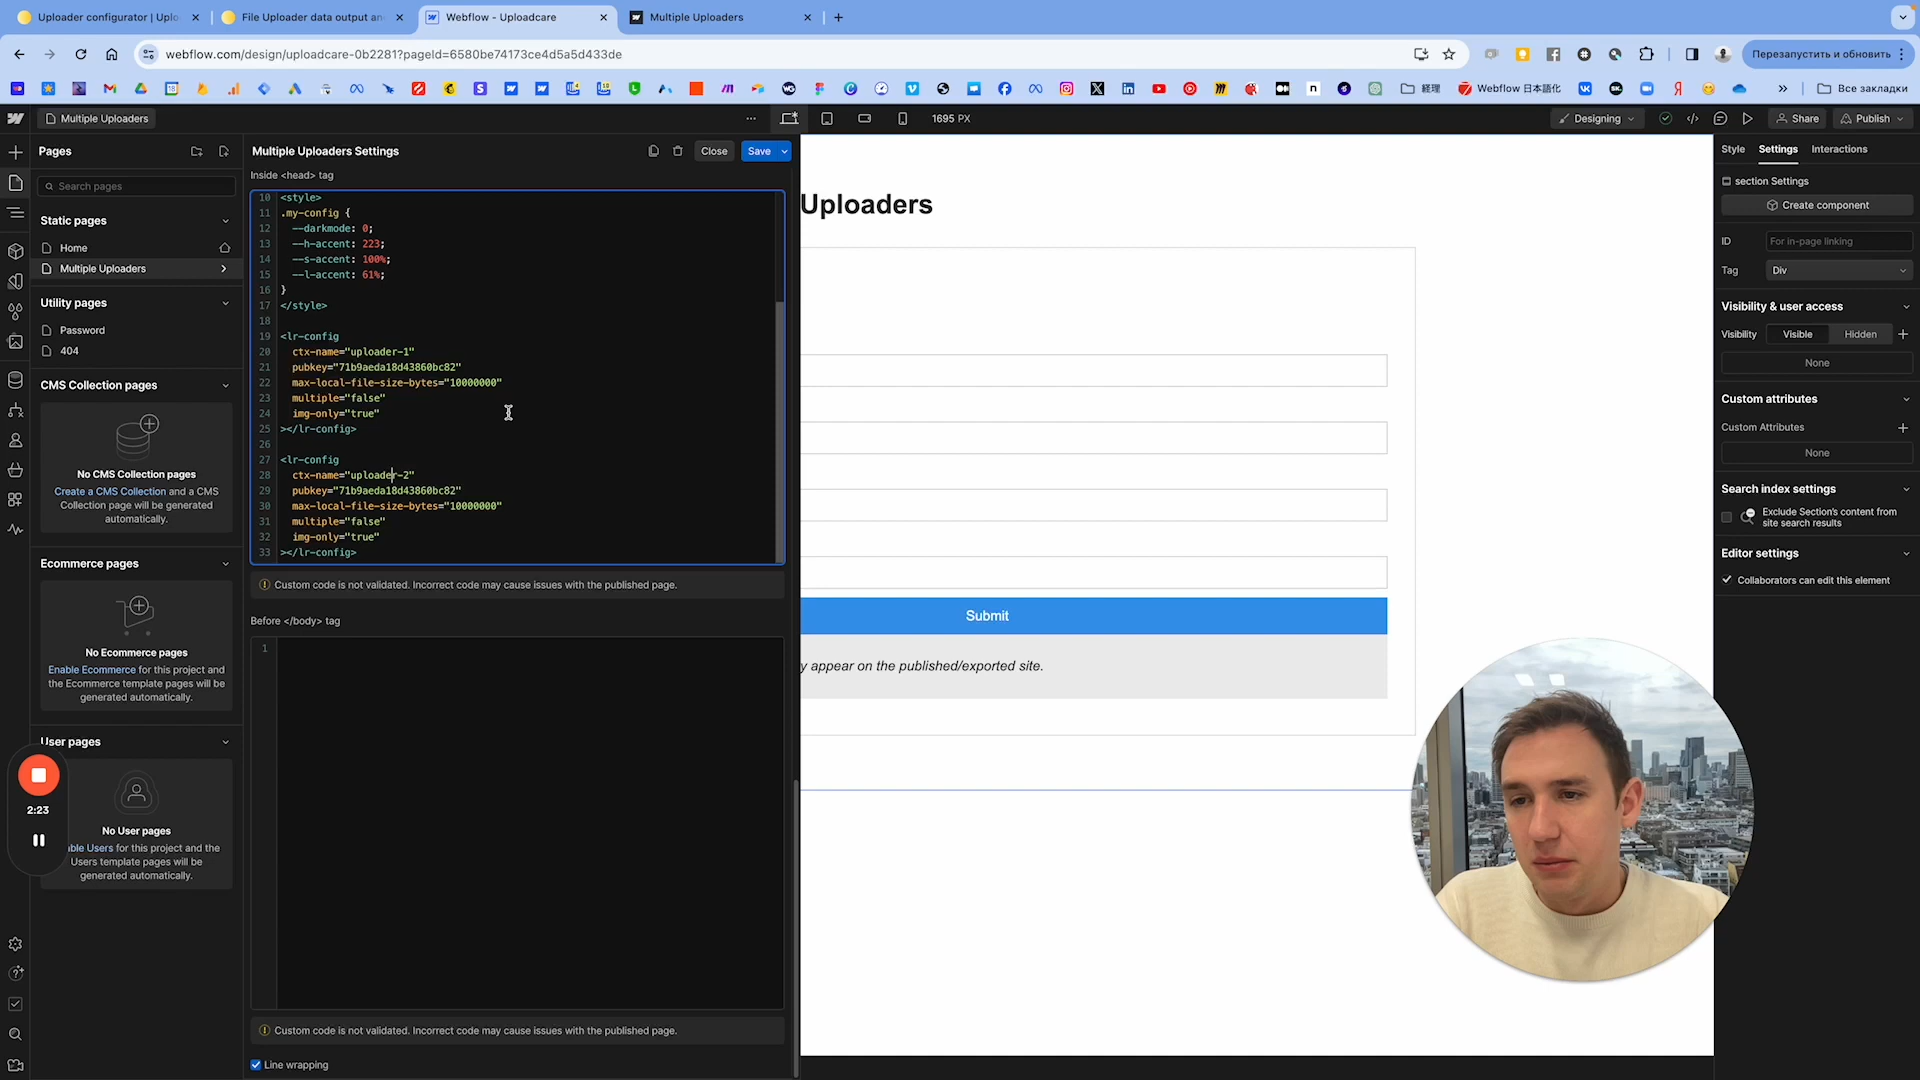 Uploader configurator | Uplo
File Uploader data output an
Webflow - Uploadcare
Multiple Uploaders
webflow.com/design/uploadcare-0b2281?pageId=6580be74173ce4d5a5d433de
Перезапустить и обновить
経理
Webflow 日本語化
Все закладки
Multiple Uploaders
1695 PX
Designing
Share
Publish
Pages
Search pages
Static pages
Home
Multiple Uploaders
Utility pages
Password
404
CMS Collection pages
No CMS Collection pages
Create a CMS Collection and a CMS
Collection page will be generated
automatically.
Ecommerce pages
No Ecommerce pages
Enable Ecommerce for this project and
the Ecommerce template pages will be
generated automatically.
User pages
No User pages
ble Users for this project and the
Users template pages will be
generated automatically.
2:23
Multiple Uploaders Settings
Close
Save
Inside <head> tag
10 <style>
11 .my-config {
12 --darkmode: 0;
13 --h-accent: 223;
14 --s-accent: 100%;
15 --l-accent: 61%;
16 }
17 </style>
18
19 <lr-config
20 ctx-name="uploader-1"
21 pubkey="71b9aeda18d43860bc82"
22 max-local-file-size-bytes="10000000"
23 multiple="false"
24 img-only="true"
25 ></lr-config>
26
27 <lr-config
28 ctx-name="uploader-2"
29 pubkey="71b9aeda18d43860bc82"
30 max-local-file-size-bytes="10000000"
31 multiple="false"
32 img-only="true"
33 ></lr-config>
Custom code is not validated. Incorrect code may cause issues with the published page.
Before </body> tag
1
Custom code is not validated. Incorrect code may cause issues with the published page.
Line wrapping
Uploaders
Submit
y appear on the published/exported site.
Style
Settings
Interactions
section Settings
Create component
ID
For in-page linking
Tag
Div
Visibility & user access
Visibility
Visible
Hidden
None
Custom attributes
Custom Attributes
None
Search index settings
Exclude Section's content from
site search results
Editor settings
Collaborators can edit this element